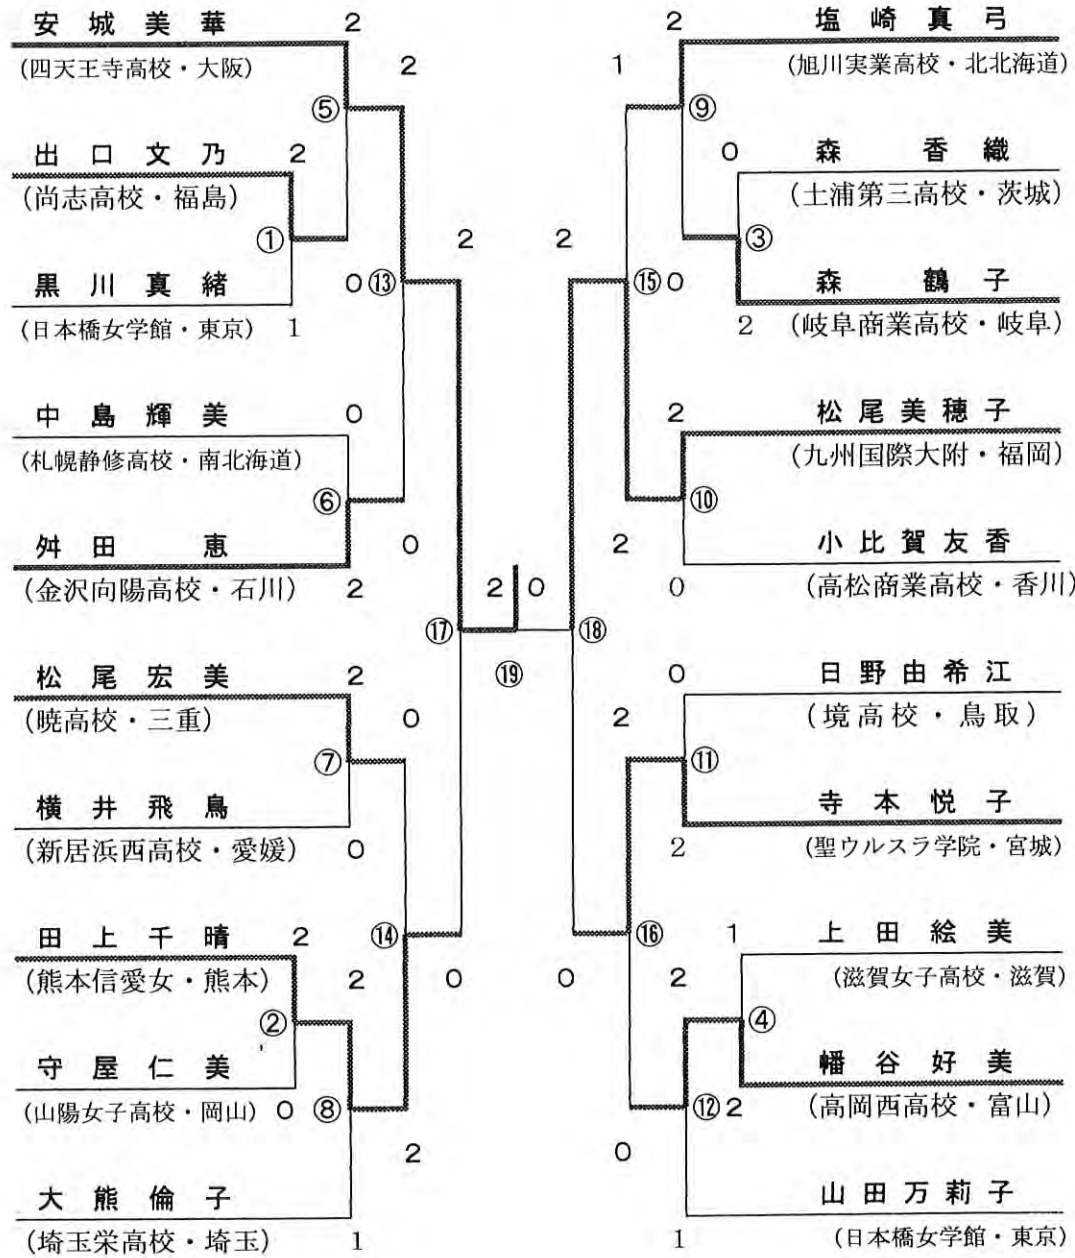 安城美華 2
(四天王寺高校・大阪) 2
⑤
出口文乃 2
(尚志高校・福島)
① 2
黒川真緒 0 ⑬
(日本橋女学館・東京) 1
中島輝美 0
(札幌静修高校・南北海道)
⑥
舛田恵 0
(金沢向陽高校・石川) 2
⑰ 2
松尾宏美 2
(暁高校・三重) 0
⑦
横井飛鳥
(新居浜西高校・愛媛) 0
田上千晴 2 ⑭
(熊本信愛女・熊本) 2 0
②
守屋仁美
(山陽女子高校・岡山) 0 ⑧
2
大熊倫子
(埼玉栄高校・埼玉) 1
⑲
2 塩崎真弓
1 (旭川実業高校・北北海道)
⑨
0 森香織
(土浦第三高校・茨城)
2 ③
⑮ 0 森鶴子
2 (岐阜商業高校・岐阜)
2 松尾美穂子
(九州国際大附・福岡)
⑩
2 小比賀友香
0 (高松商業高校・香川)
0 ⑱
0 日野由希江
2 (境高校・鳥取)
⑪
寺本悦子
2 (聖ウルスラ学院・宮城)
⑯ 1 上田絵美
0 2 (滋賀女子高校・滋賀)
④
幡谷好美
⑫ 2 (高岡西高校・富山)
0
山田万莉子
1 (日本橋女学館・東京)